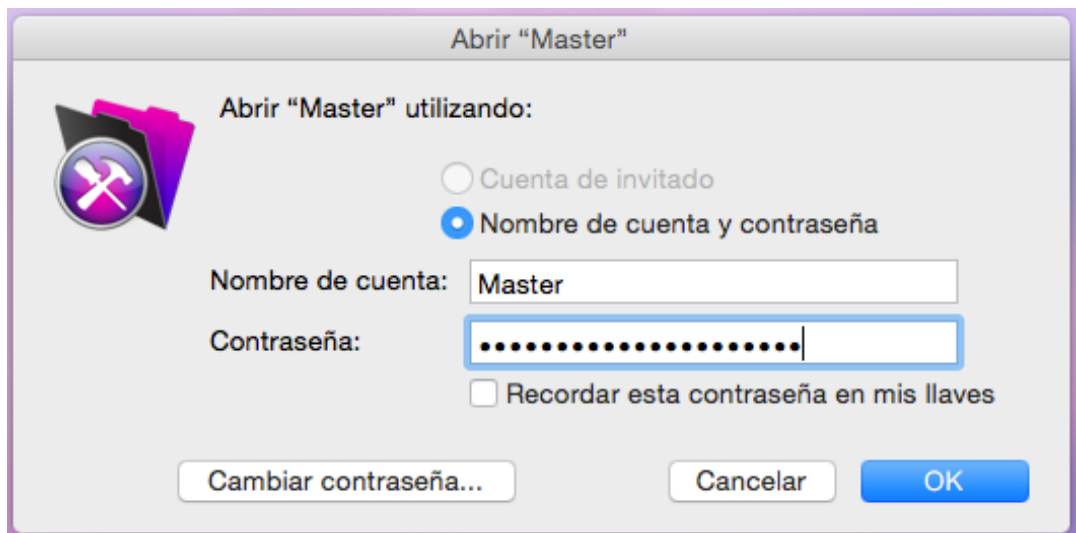 Abrir “Master”
Abrir “Master” utilizando:
Cuenta de invitado
Nombre de cuenta y contraseña
Nombre de cuenta: Master
Contraseña: •••••••••••••••••••••
Recordar esta contraseña en mis llaves
Cambiar contraseña... Cancelar OK